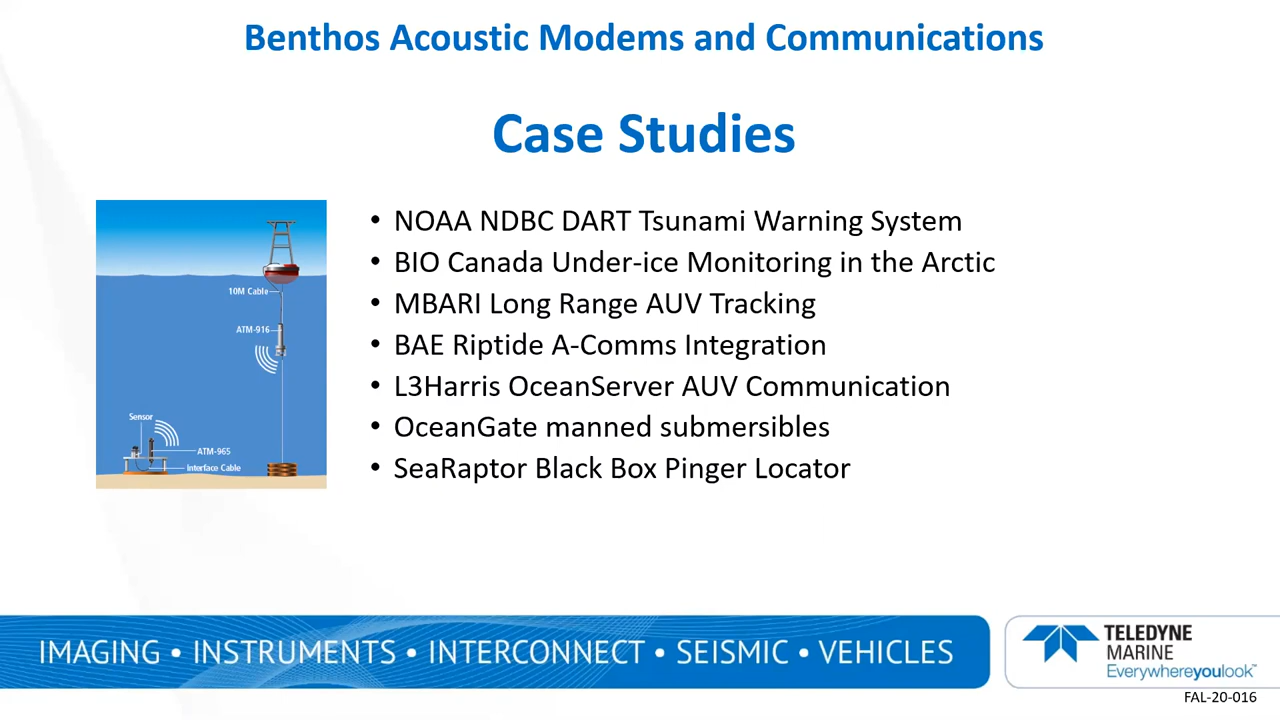 Benthos Acoustic Modems and Communications
Case Studies
10M Cable
ATM-916
Sensor
ATM-965
Interface Cable
• NOAA NDBC DART Tsunami Warning System
• BIO Canada Under-ice Monitoring in the Arctic
• MBARI Long Range AUV Tracking
• BAE Riptide A-Comms Integration
• L3Harris OceanServer AUV Communication
• OceanGate manned submersibles
• SeaRaptor Black Box Pinger Locator
IMAGING • INSTRUMENTS • INTERCONNECT • SEISMIC • VEHICLES
TELEDYNE
MARINE
Everywhereyoulook™
FAL-20-016